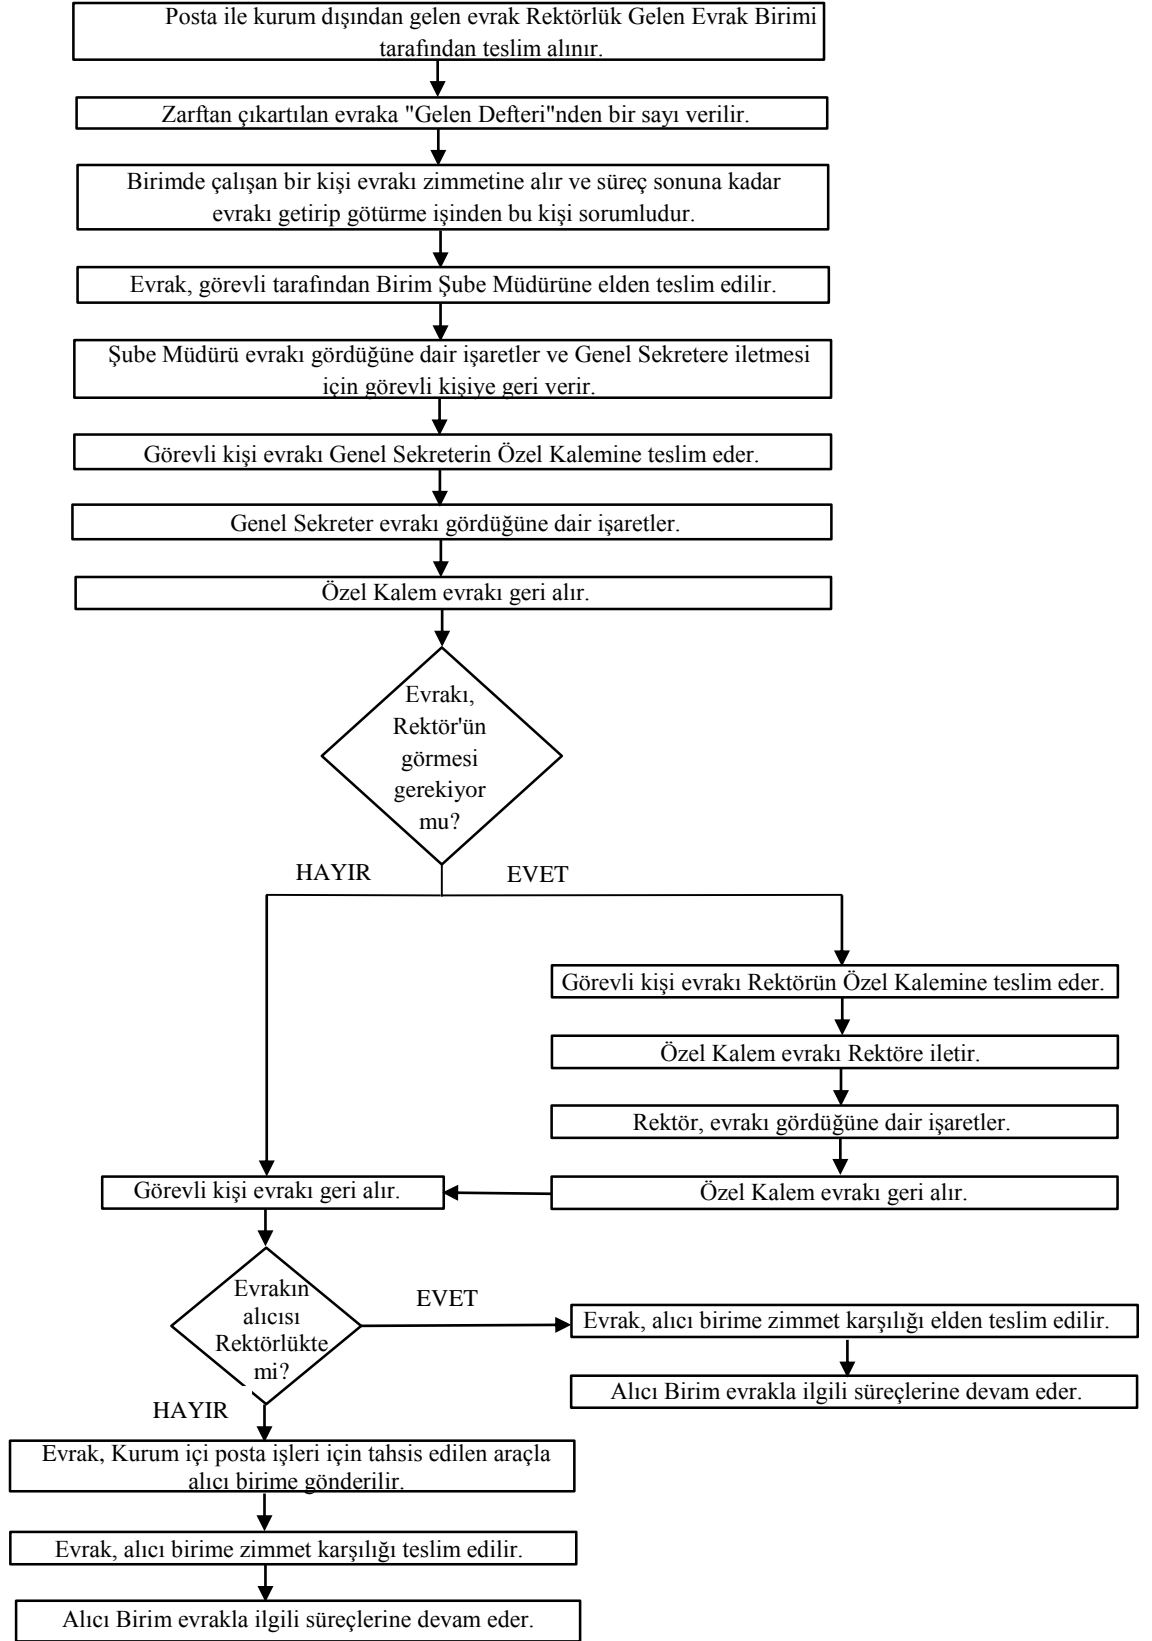 Posta ile kurum dışından gelen evrak Rektörlük Gelen Evrak Birimi
tarafından teslim alınır.
Zarftan çıkartılan evraka "Gelen Defteri"nden bir sayı verilir.
Birimde çalışan bir kişi evrakı zimmetine alır ve süreç sonuna kadar
evrakı getirip götürme işinden bu kişi sorumludur.
Evrak, görevli tarafından Birim Şube Müdürüne elden teslim edilir.
Şube Müdürü evrakı gördüğüne dair işaretler ve Genel Sekretere iletmesi
için görevli kişiye geri verir.
Görevli kişi evrakı Genel Sekreterin Özel Kalemine teslim eder.
Genel Sekreter evrakı gördüğüne dair işaretler.
Özel Kalem evrakı geri alır.
Evrakı,
Rektör'ün
görmesi
gerekiyor
mu?
HAYIR
EVET
Görevli kişi evrakı Rektörün Özel Kalemine teslim eder.
Özel Kalem evrakı Rektöre iletir.
Rektör, evrakı gördüğüne dair işaretler.
Özel Kalem evrakı geri alır.
Görevli kişi evrakı geri alır.
Evrakın
alıcısı
Rektörlükte
mi?
EVET
Evrak, alıcı birime zimmet karşılığı elden teslim edilir.
Alıcı Birim evrakla ilgili süreçlerine devam eder.
HAYIR
Evrak, Kurum içi posta işleri için tahsis edilen araçla
alıcı birime gönderilir.
Evrak, alıcı birime zimmet karşılığı teslim edilir.
Alıcı Birim evrakla ilgili süreçlerine devam eder.